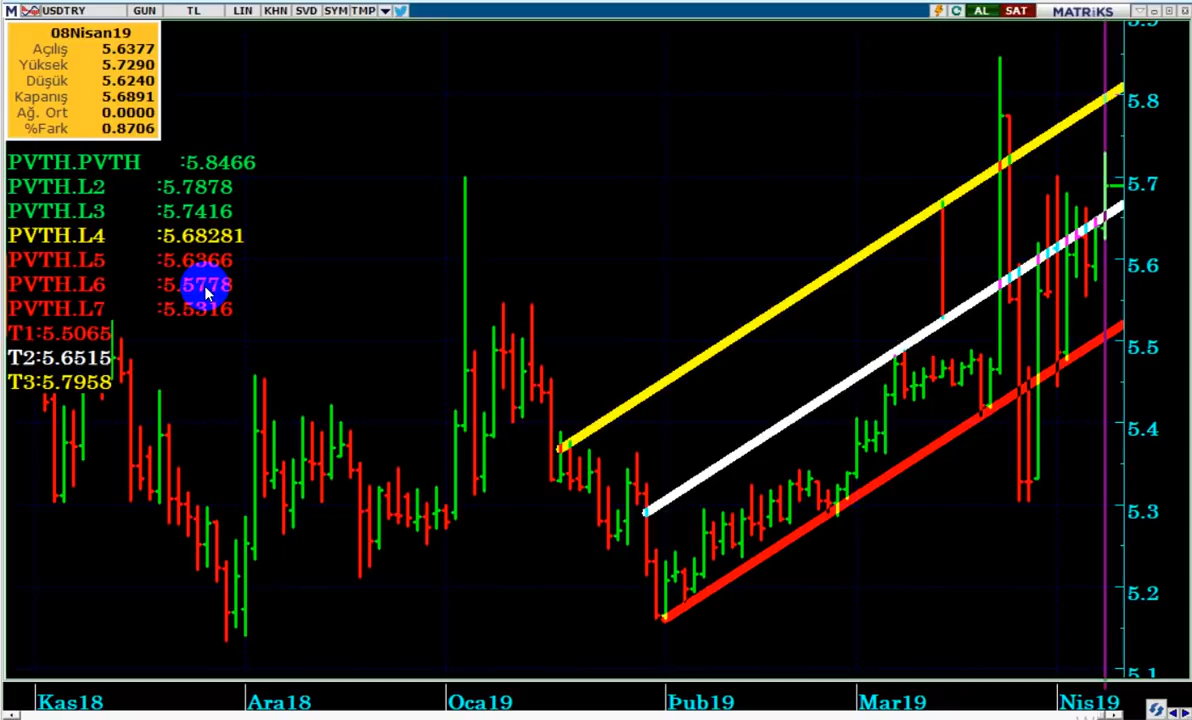 M USDTRY GUN TL LIN KHN SVD SYM TMP C AL SAT MATRiKS
08Nisan19
Açılış 5.6377
Yüksek 5.7290
Düşük 5.6240
Kapanış 5.6891
Ağ. Ort 0.0000
%Fark 0.8706
PVTH.PVTH :5.8466
PVTH.L2 :5.7878
PVTH.L3 :5.7416
PVTH.L4 :5.68281
PVTH.L5 :5.6366
PVTH.L6 :5.5778
PVTH.L7 :5.5316
T1:5.5065
T2:5.6515
T3:5.7958
5.9
5.8
5.7
5.6
5.5
5.4
5.3
5.2
5.1
Kas18 Ara18 Oca19 Þub19 Mar19 Nis19